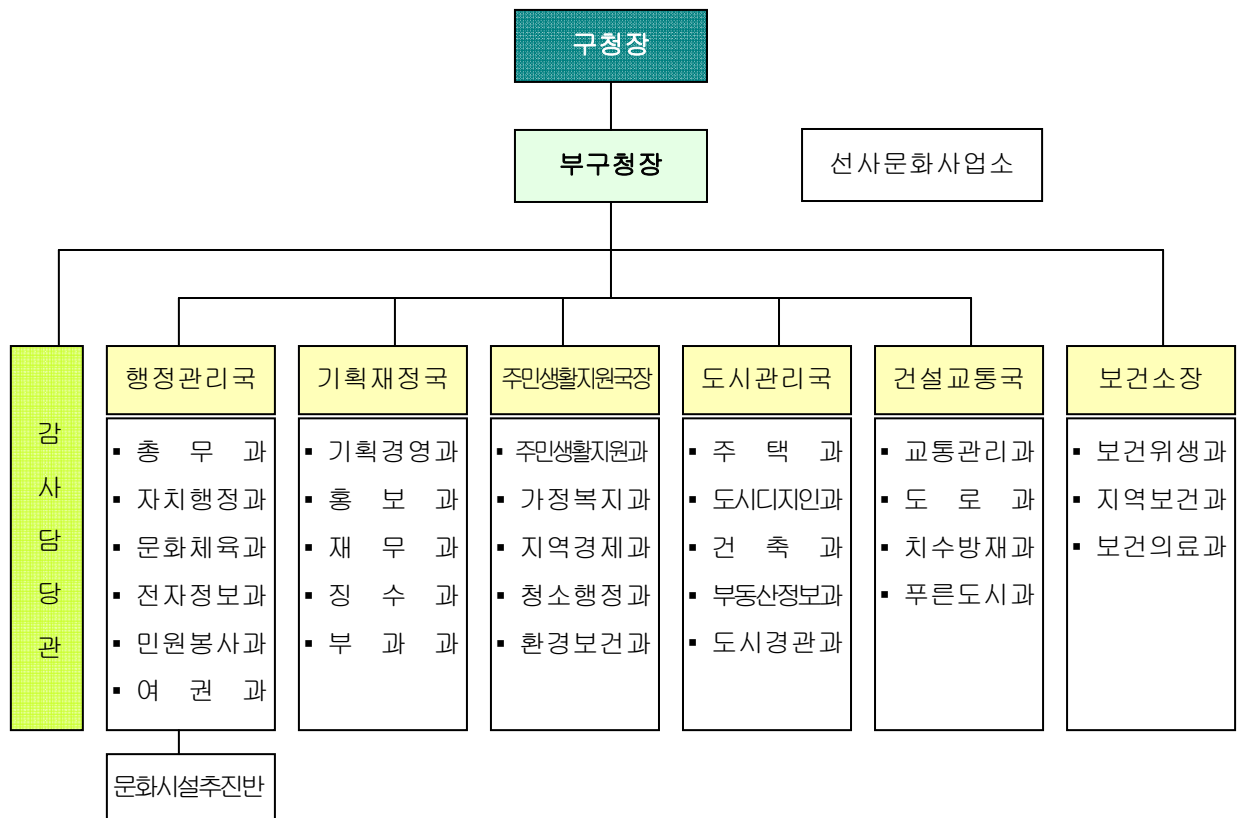 구청장
부구청장
선사문화사업소
감사담당관
행정관리국
▪ 총 무 과
▪ 자치행정과
▪ 문화체육과
▪ 전자정보과
▪ 민원봉사과
▪ 여 권 과
문화시설추진반
기획재정국
▪ 기획경영과
▪ 홍 보 과
▪ 재 무 과
▪ 징 수 과
▪ 부 과 과
주민생활지원국장
▪ 주민생활지원과
▪ 가정복지과
▪ 지역경제과
▪ 청소행정과
▪ 환경보건과
도시관리국
▪ 주 택 과
▪ 도시디자인과
▪ 건 축 과
▪ 부동산정보과
▪ 도시경관과
건설교통국
▪ 교통관리과
▪ 도 로 과
▪ 치수방재과
▪ 푸른도시과
보건소장
▪ 보건위생과
▪ 지역보건과
▪ 보건의료과